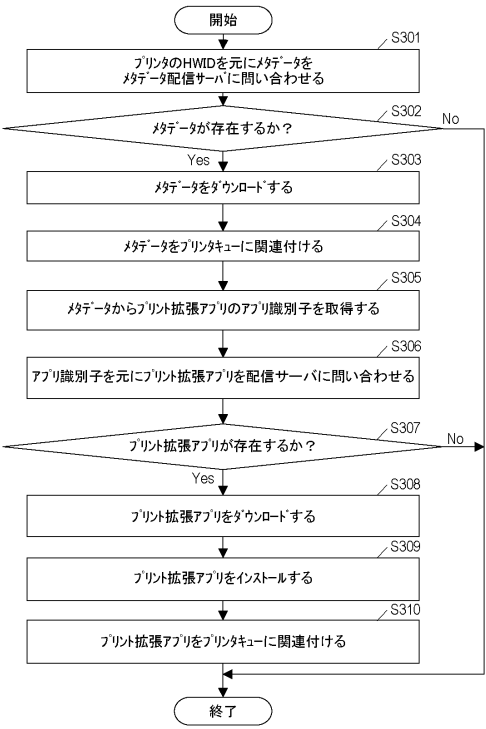 開始
S301
ﾌﾟﾘﾝﾀのHWIDを元にﾒﾀﾃﾞｰﾀを
ﾒﾀﾃﾞｰﾀ配信ｻｰﾊﾞに問い合わせる
S302
ﾒﾀﾃﾞｰﾀが存在するか？
No
Yes
S303
ﾒﾀﾃﾞｰﾀをﾀﾞｳﾝﾛｰﾄﾞする
S304
ﾒﾀﾃﾞｰﾀをﾌﾟﾘﾝﾀｷｭｰに関連付ける
S305
ﾒﾀﾃﾞｰﾀからﾌﾟﾘﾝﾄ拡張ｱﾌﾟﾘのｱﾌﾟﾘ識別子を取得する
S306
ｱﾌﾟﾘ識別子を元にﾌﾟﾘﾝﾄ拡張ｱﾌﾟﾘを配信ｻｰﾊﾞに問い合わせる
S307
ﾌﾟﾘﾝﾄ拡張ｱﾌﾟﾘが存在するか？
No
Yes
S308
ﾌﾟﾘﾝﾄ拡張ｱﾌﾟﾘをﾀﾞｳﾝﾛｰﾄﾞする
S309
ﾌﾟﾘﾝﾄ拡張ｱﾌﾟﾘをｲﾝｽﾄｰﾙする
S310
ﾌﾟﾘﾝﾄ拡張ｱﾌﾟﾘをﾌﾟﾘﾝﾀｷｭｰに関連付ける
終了